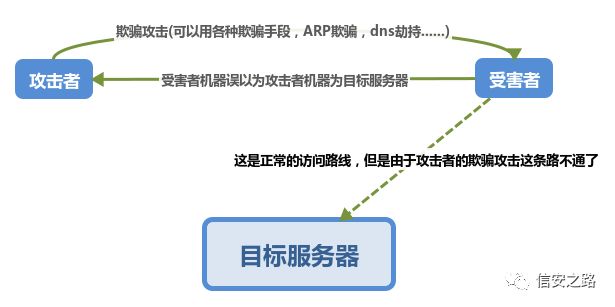 欺骗攻击(可以用各种欺骗手段，ARP欺骗，dns劫持......)
攻击者
受害者机器误以为攻击者机器为目标服务器
受害者
这是正常的访问路线，但是由于攻击者的欺骗攻击这条路不通了
目标服务器
信安之路